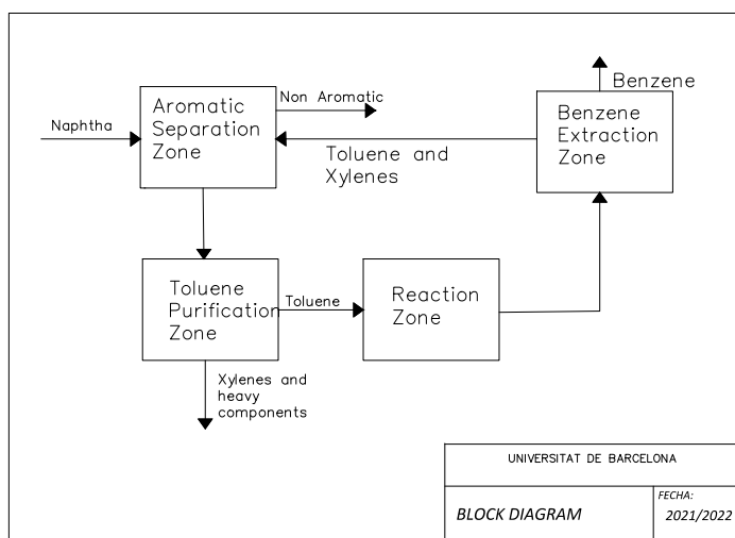 Benzene
Non Aromatic
Aromatic
Separation
Zone
Benzene
Extraction
Zone
Naphtha
Toluene and
Xylenes
Toluene
Purification
Zone
Toluene
Reaction
Zone
Xylenes and
heavy
components
UNIVERSITAT DE BARCELONA
BLOCK DIAGRAM
FECHA:
2021/2022